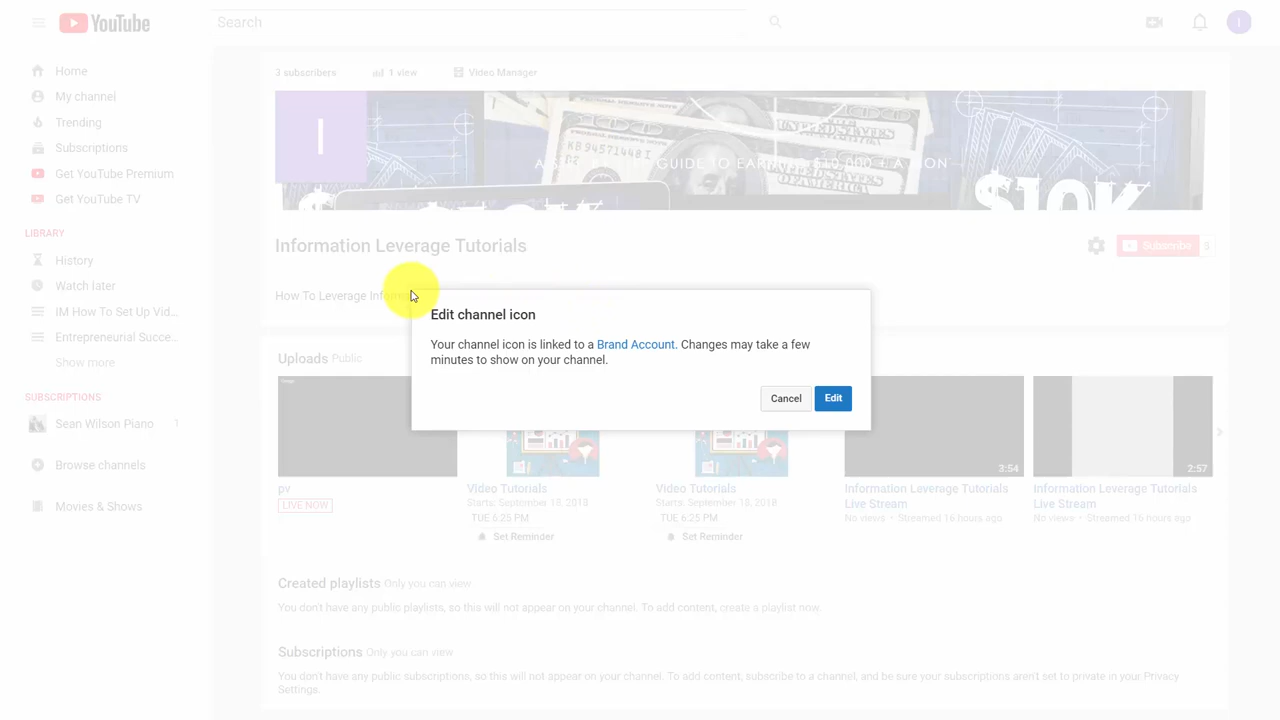 YouTube
Search
I
3 subscribers
1 view
Video Manager
Home
My channel
Trending
Subscriptions
Get YouTube Premium
Get YouTube TV
LIBRARY
History
Watch later
IM How To Set Up Vid...
Entrepreneurial Succe...
Show more
SUBSCRIPTIONS
Sean Wilson Piano 1
Browse channels
Movies & Shows
I
GUIDE TO
$10K
Information Leverage Tutorials
Subscribe
How To Leverage
Edit channel icon
Your channel icon is linked to a Brand Account. Changes may take a few
minutes to show on your channel.
Cancel
Edit
Uploads Public
3:54
2:57
pv
LIVE NOW
Video Tutorials
Starts: September 18, 2018
TUE 6:25 PM
Set Reminder
Video Tutorials
Starts: September 18, 2018
TUE 6:25 PM
Set Reminder
Information Leverage Tutorials
Live Stream
No views • Streamed 16 hours ago
Information Leverage Tutorials
Live Stream
No views • Streamed 16 hours ago
Created playlists Only you can view
You don't have any public playlists, so this will not appear on your channel. To add content, create a playlist now.
Subscriptions Only you can view
You don't have any public subscriptions, so this will not appear on your channel. To add content, subscribe to a channel, and be sure your subscriptions aren't set to private in your Privacy
Settings.